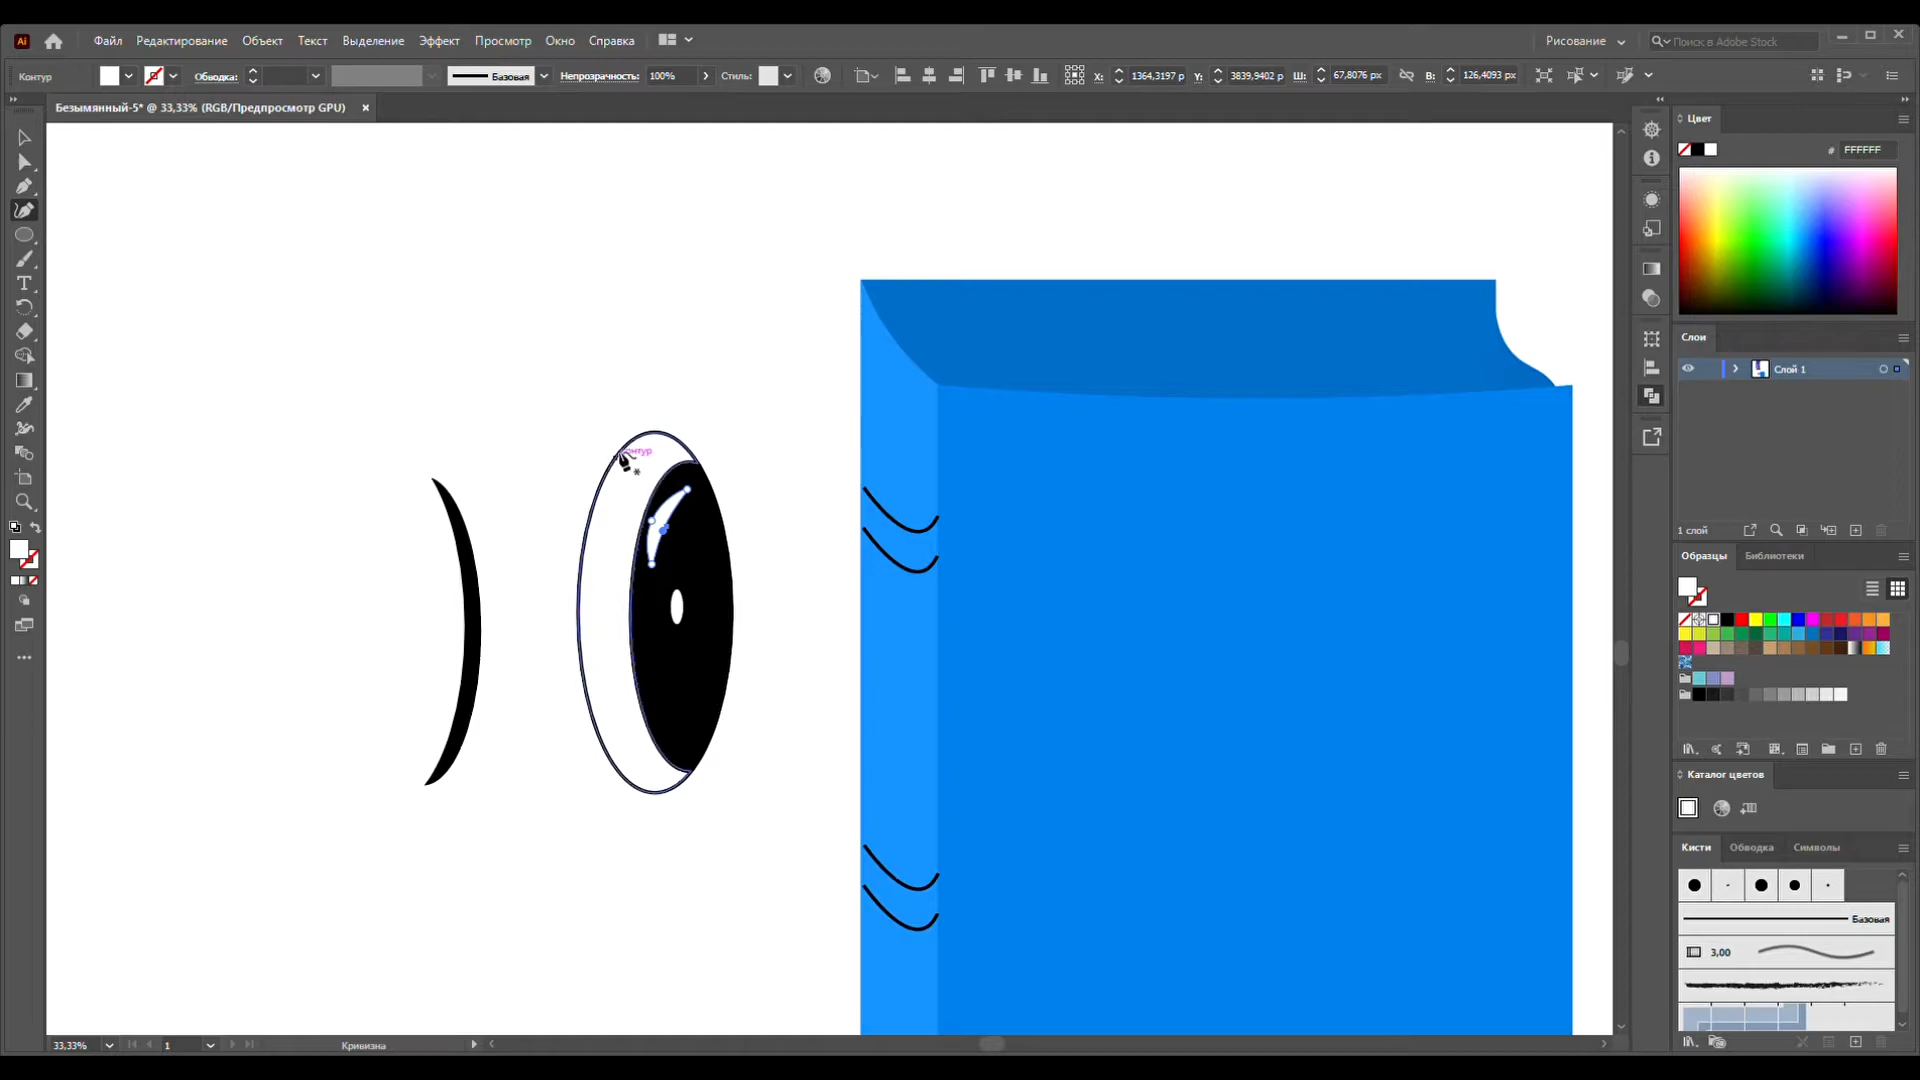 Ai
Файл Редактирование Объект Текст Выделение Эффект Просмотр Окно Справка
Рисование
Поиск в Adobe Stock
Контур
Обводка:
Базовая
Непрозрачность: 100%
Стиль:
X: 1364,3197 p
Y: 3839,9402 p
Ш: 67,8076 px
В: 126,4093 px
Безымянный-5* @ 33,33% (RGB/Предпросмотр GPU)
Цвет
# FFFFFF
Слои
Слой 1
1 слой
Образцы Библиотеки
Каталог цветов
Кисти Обводка Символы
Базовая
3,00
33,33%
1
Кривизна